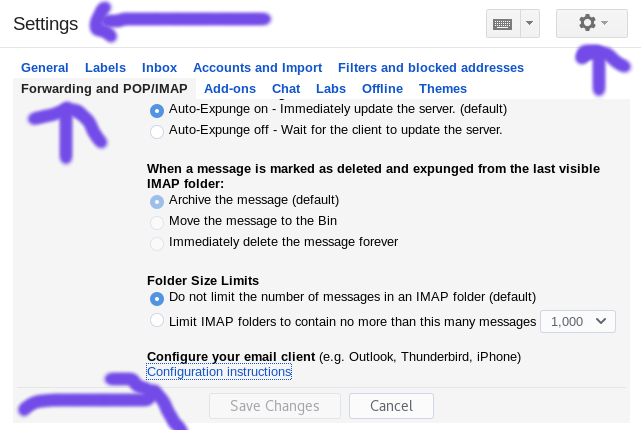 Settings
General Labels Inbox Accounts and Import Filters and blocked addresses
Forwarding and POP/IMAP Add-ons Chat Labs Offline Themes
Auto-Expunge on - Immediately update the server. (default)
Auto-Expunge off - Wait for the client to update the server.
When a message is marked as deleted and expunged from the last visible
IMAP folder:
Archive the message (default)
Move the message to the Bin
Immediately delete the message forever
Folder Size Limits
Do not limit the number of messages in an IMAP folder (default)
Limit IMAP folders to contain no more than this many messages 1,000
Configure your email client (e.g. Outlook, Thunderbird, iPhone)
Configuration instructions
Save Changes Cancel